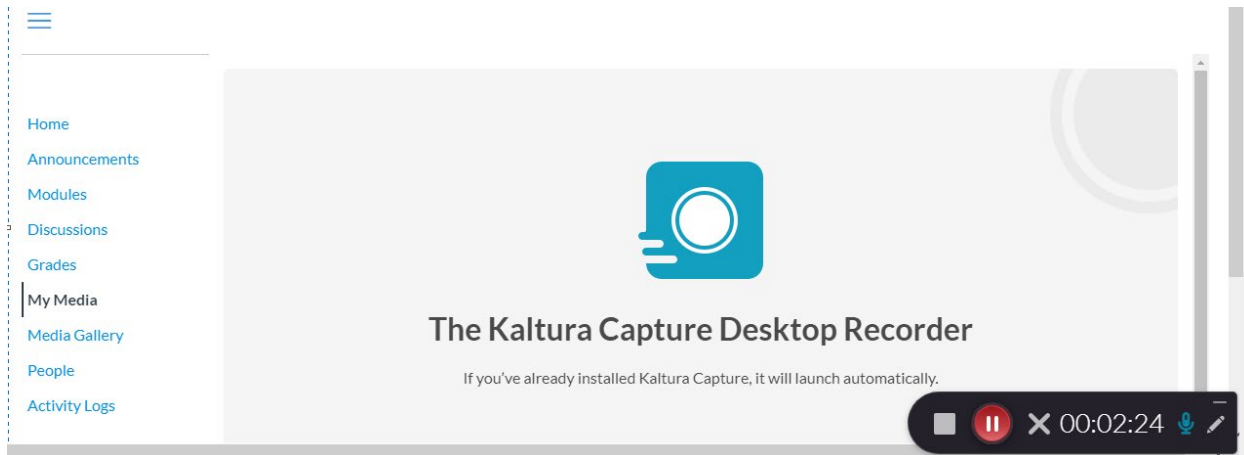 Home
Announcements
Modules
Discussions
Grades
My Media
Media Gallery
People
Activity Logs
The Kaltura Capture Desktop Recorder
If you've already installed Kaltura Capture, it will launch automatically.
00:02:24